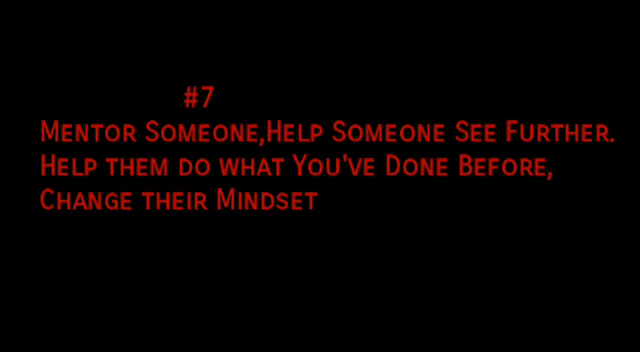 #7
Mentor Someone,Help Someone See Further.
Help them do what You've Done Before,
Change their Mindset